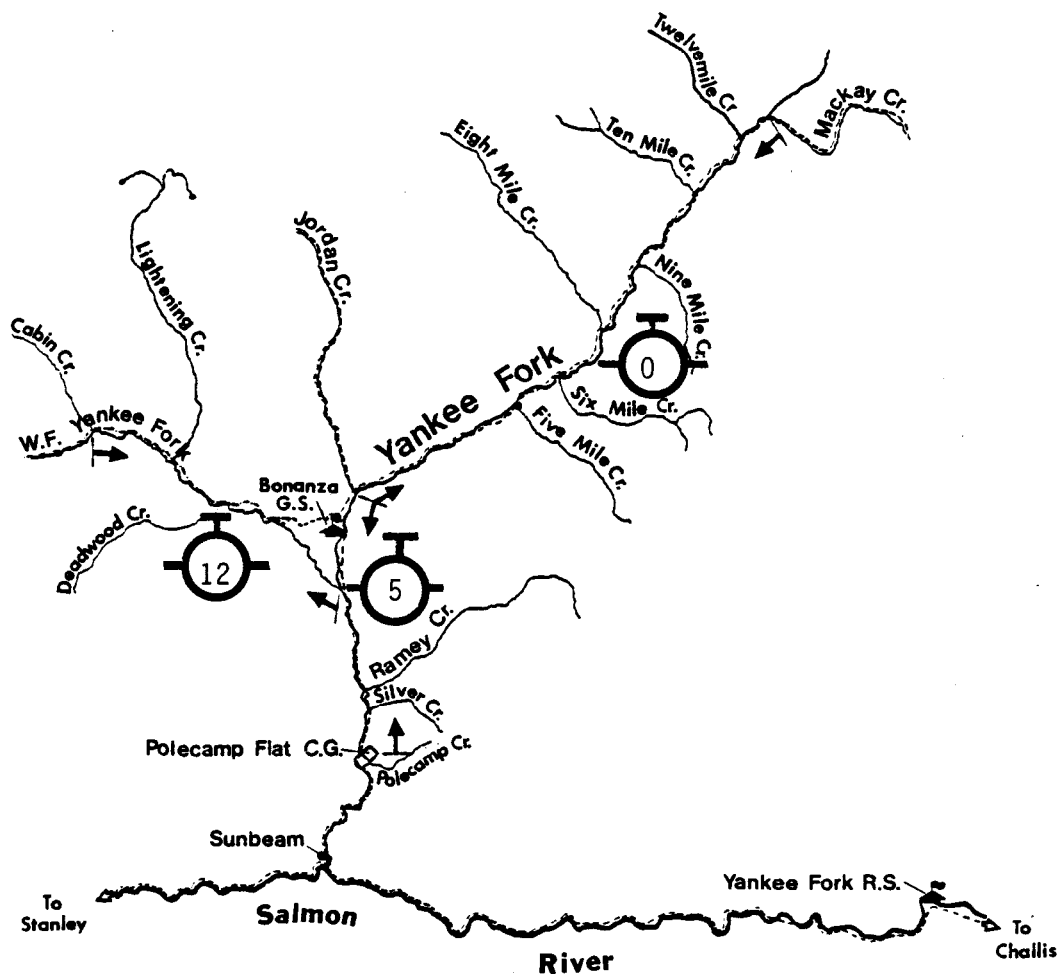 Twelvemile Cr.
Mackay Cr.
Ten Mile Cr.
Eight Mile Cr.
Jordan Cr.
Lightening Cr.
Nine Mile Cr.
Cabin Cr.
0
Yankee Fork
Six Mile Cr.
W.F. Yankee Fork
Five Mile Cr.
Bonanza
G.S.
Deadwood Cr.
12
5
Ramey Cr.
Silver Cr.
Polecamp Flat C.G.
Polecamp Cr.
Sunbeam
Yankee Fork R.S.
To
Stanley
Salmon
River
To
Chailis